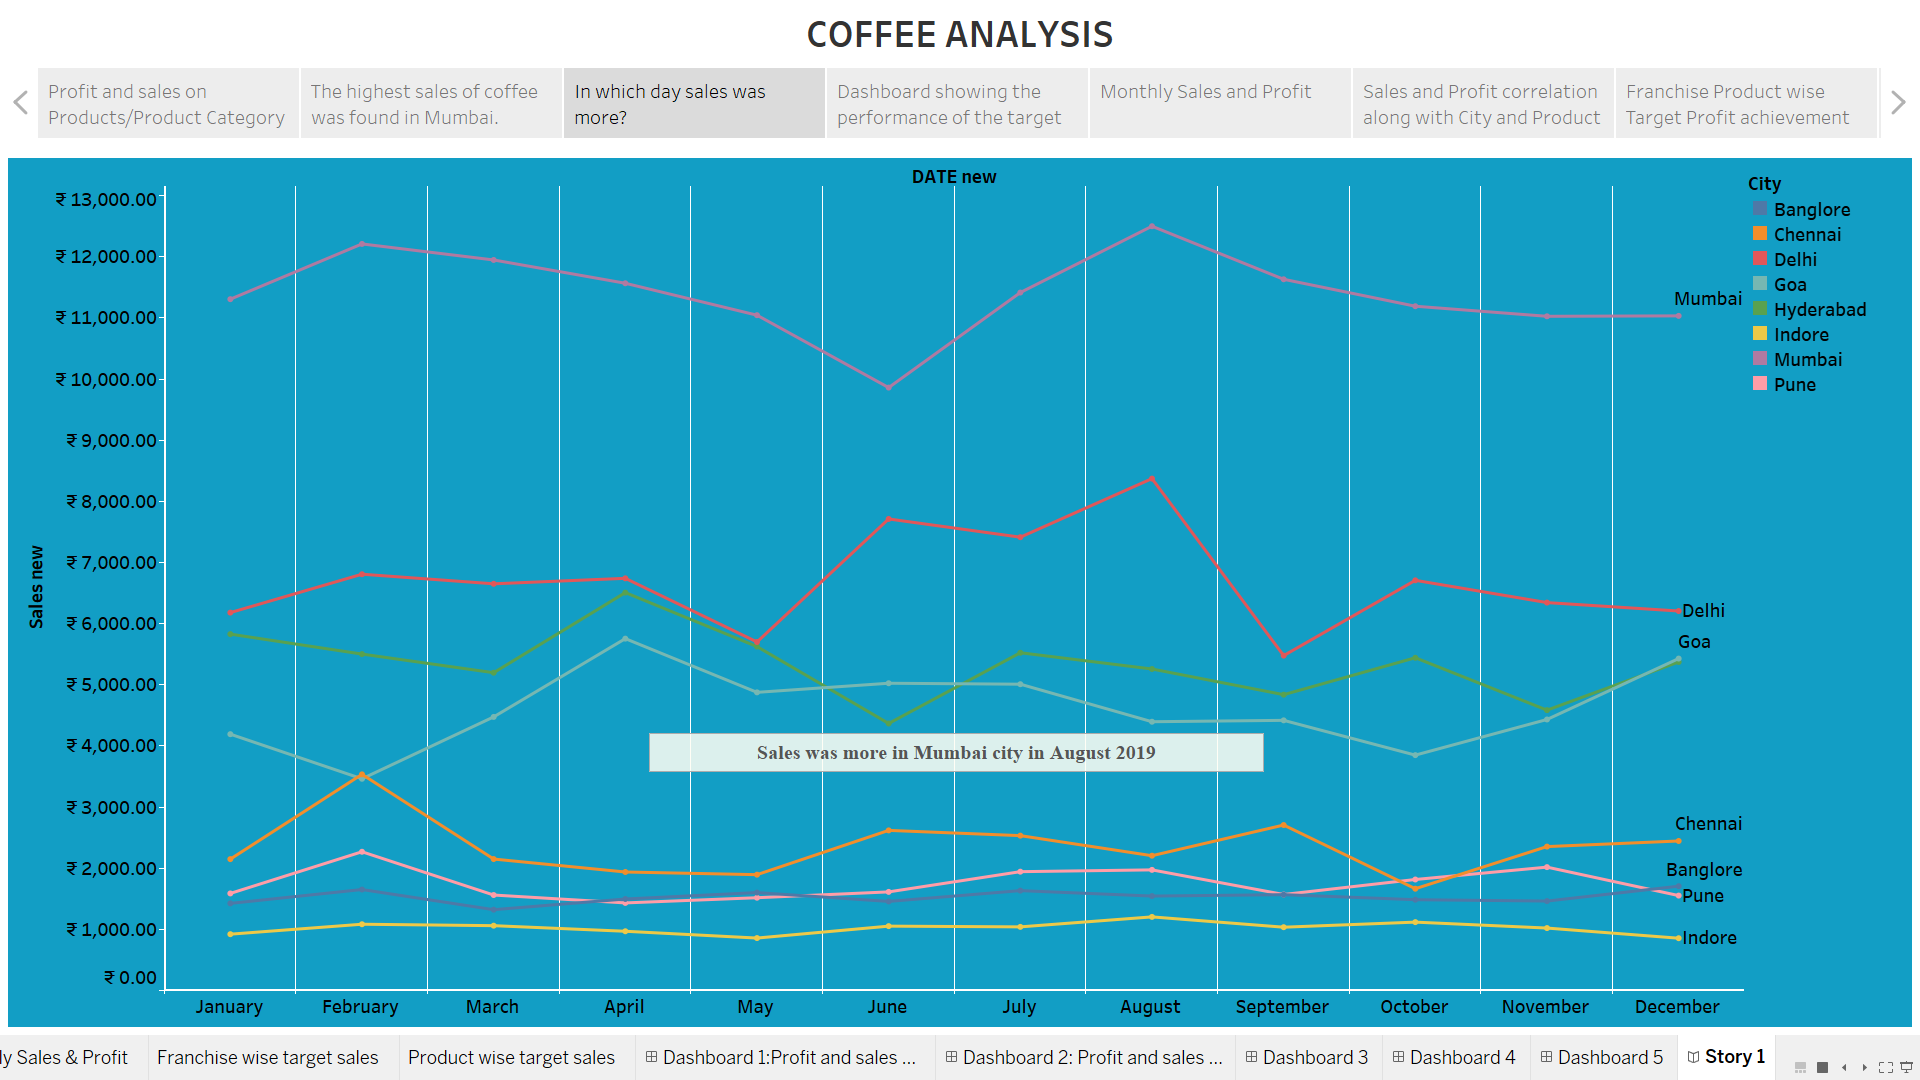 COFFEE ANALYSIS
Profit and sales on
Products/Product Category
The highest sales of coffee
was found in Mumbai.
In which day sales was
more?
Dashboard showing the
performance of the target
Monthly Sales and Profit
Sales and Profit correlation
along with City and Product
Franchise Product wise
Target Profit achievement
DATE new
City
Banglore
Chennai
Delhi
Goa
Hyderabad
Indore
Mumbai
Pune
Sales new
₹ 13,000.00
₹ 12,000.00
₹ 11,000.00
₹ 10,000.00
₹ 9,000.00
₹ 8,000.00
₹ 7,000.00
₹ 6,000.00
₹ 5,000.00
₹ 4,000.00
₹ 3,000.00
₹ 2,000.00
₹ 1,000.00
₹ 0.00
Mumbai
Delhi
Goa
Chennai
Banglore
Pune
Indore
Sales was more in Mumbai city in August 2019
January
February
March
April
May
June
July
August
September
October
November
December
ly Sales & Profit
Franchise wise target sales
Product wise target sales
Dashboard 1:Profit and sales ...
Dashboard 2: Profit and sales ...
Dashboard 3
Dashboard 4
Dashboard 5
Story 1